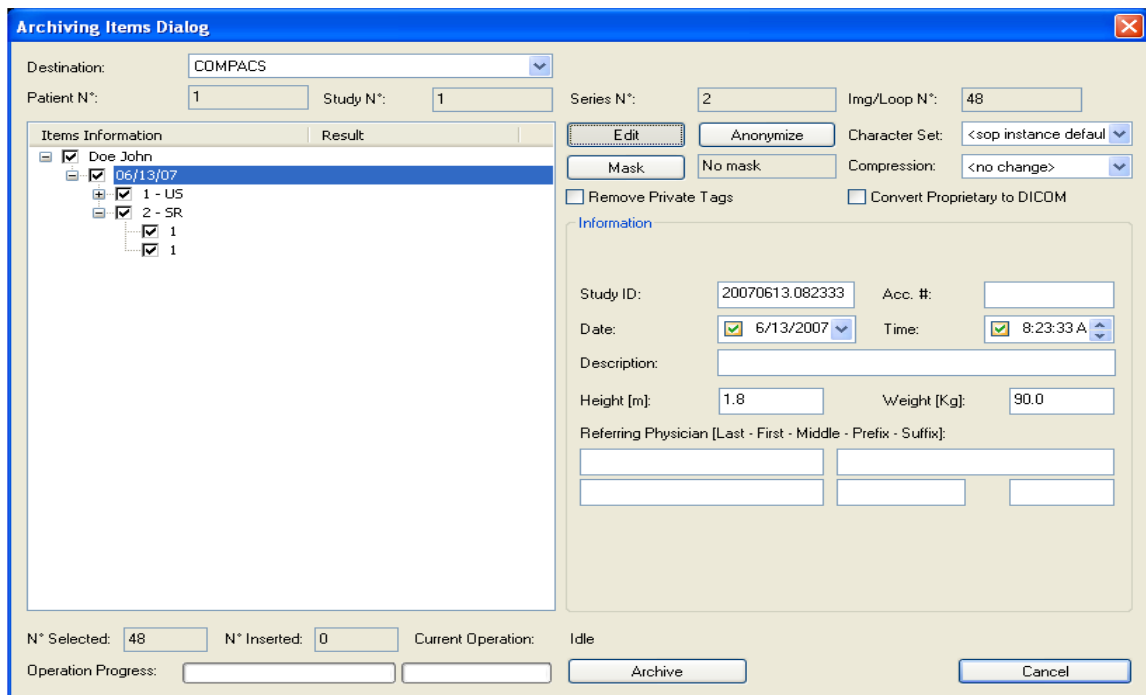 Archiving Items Dialog
Destination: COMPACS
Patient N°: 1 Study N°: 1 Series N°: 2 Img/Loop N°: 48
Items Information Result
Edit Anonymize Character Set: <sop instance defaul
Doe John
06/13/07
Mask No mask Compression: <no change>
1 - US
Remove Private Tags Convert Proprietary to DICOM
2 - SR
Information
1
1
Study ID: 20070613.082333 Acc. #:
Date: 6/13/2007 Time: 8:23:33 A
Description:
Height [m]: 1.8 Weight [Kg]: 90.0
Referring Physician [Last - First - Middle - Prefix - Suffix]:
N° Selected: 48 N° Inserted: 0 Current Operation: Idle
Operation Progress: Archive Cancel